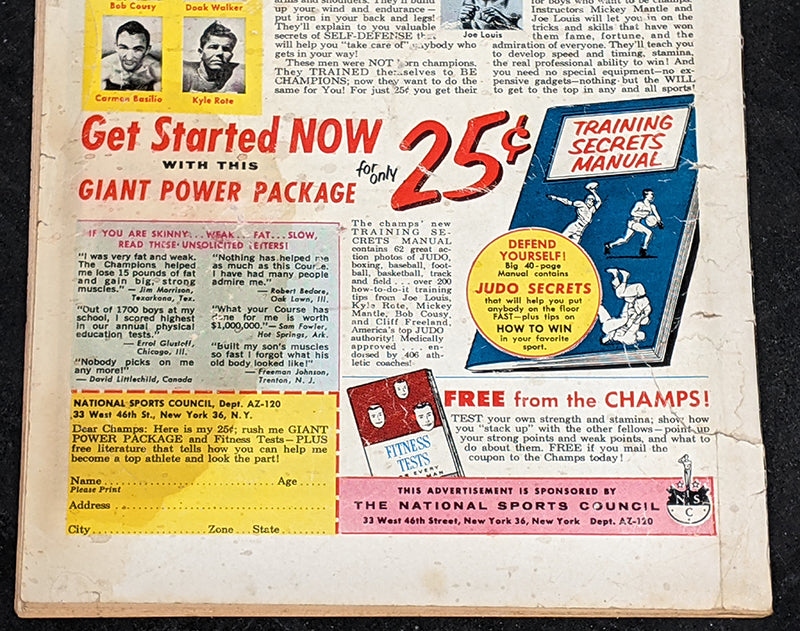 Bob Cousy
Doak Walker
Carmen Basilio
Kyle Rote
arms and shoulders. They'll build
up your wind and endurance—
put iron in your back and legs!
They'll explain to you valuable
secrets of SELF-DEFENSE that
will help you "take care of" anybody who
gets in your way!
These men were NOT born champs.
They TRAINED themselves to BE
CHAMPIONS; now they want to do the
same for You! For just 25¢ you get their
Joe Louis
for boys who want to be champs.
Instructors Mickey Mantle and
Joe Louis will let you in on the
tricks and skills that have won
them fame, fortune, and the
admiration of everyone. They'll teach you
to develop speed and timing, stamina,
the real professional ability to win! And
you need no special equipment—no ex-
pensive gadgets—nothing but the WILL
to get to the top in any and all sports!
Get Started NOW
WITH THIS
GIANT POWER PACKAGE
for only
25¢
TRAINING
SECRETS
MANUAL
DEFEND
YOURSELF!
Big 40-page
Manual contains
JUDO SECRETS
that will help you put
anybody on the floor
FAST—plus tips on
HOW TO WIN
in your favorite
sport.
IF YOU ARE SKINNY...WEAK...FAT...SLOW,
READ THESE UNSOLICITED LETTERS!
"I was very fat and weak.
The Champions helped
me lose 15 pounds of fat
and gain big, strong
muscles." — Jim Morrison,
Texarkana, Tex.
"Out of 1700 boys at my
school, I scored highest
in our annual physical
education tests."
— Errol Glustoff,
Chicago, Ill.
"Nobody picks on me
any more!"
— David Littlechild, Canada
"Nothing has helped me
as much as this Course.
I have had many people
admire me."
— Robert Bedore,
Oak Lawn, Ill.
"What your Course has
done for me is worth
$1,000,000."— Sam Fowler,
Hot Springs, Ark.
"Built my son's muscles
so fast I forgot what his
old body looked like!"
— Freeman Johnson,
Trenton, N. J.
The champs' new
TRAINING SE-
CRETS MANUAL
contains 62 great ac-
tion photos of JUDO,
boxing, baseball, foot-
ball, basketball, track
and field . . over 200
how-to-do-it training
tips from Joe Louis,
Kyle Rote, Mickey
Mantle, Bob Cousy,
and Cliff Freeland,
America's top JUDO
authority! Medically
approved . . . en-
dorsed by 406 ath-
letic coaches!
NATIONAL SPORTS COUNCIL, Dept. AZ-120
33 West 46th St., New York 36, N. Y.
Dear Champs: Here is my 25¢; rush me GIANT
POWER PACKAGE and Fitness Tests—PLUS
free literature that tells how you can help me
become a top athlete and look the part!
Name Age
Please Print
Address
City Zone State
FITNESS
TESTS
EVERY
MAN
FREE from the CHAMPS!
TEST your own strength and stamina; show how
you "stack up" with the other fellows—point up
your strong points and weak points, and what to
do about them. FREE if you mail the
coupon to the Champs today!
THIS ADVERTISEMENT IS SPONSORED BY
THE NATIONAL SPORTS COUNCIL
33 West 46th Street, New York 36, New York Dept. AZ-120
N S
C